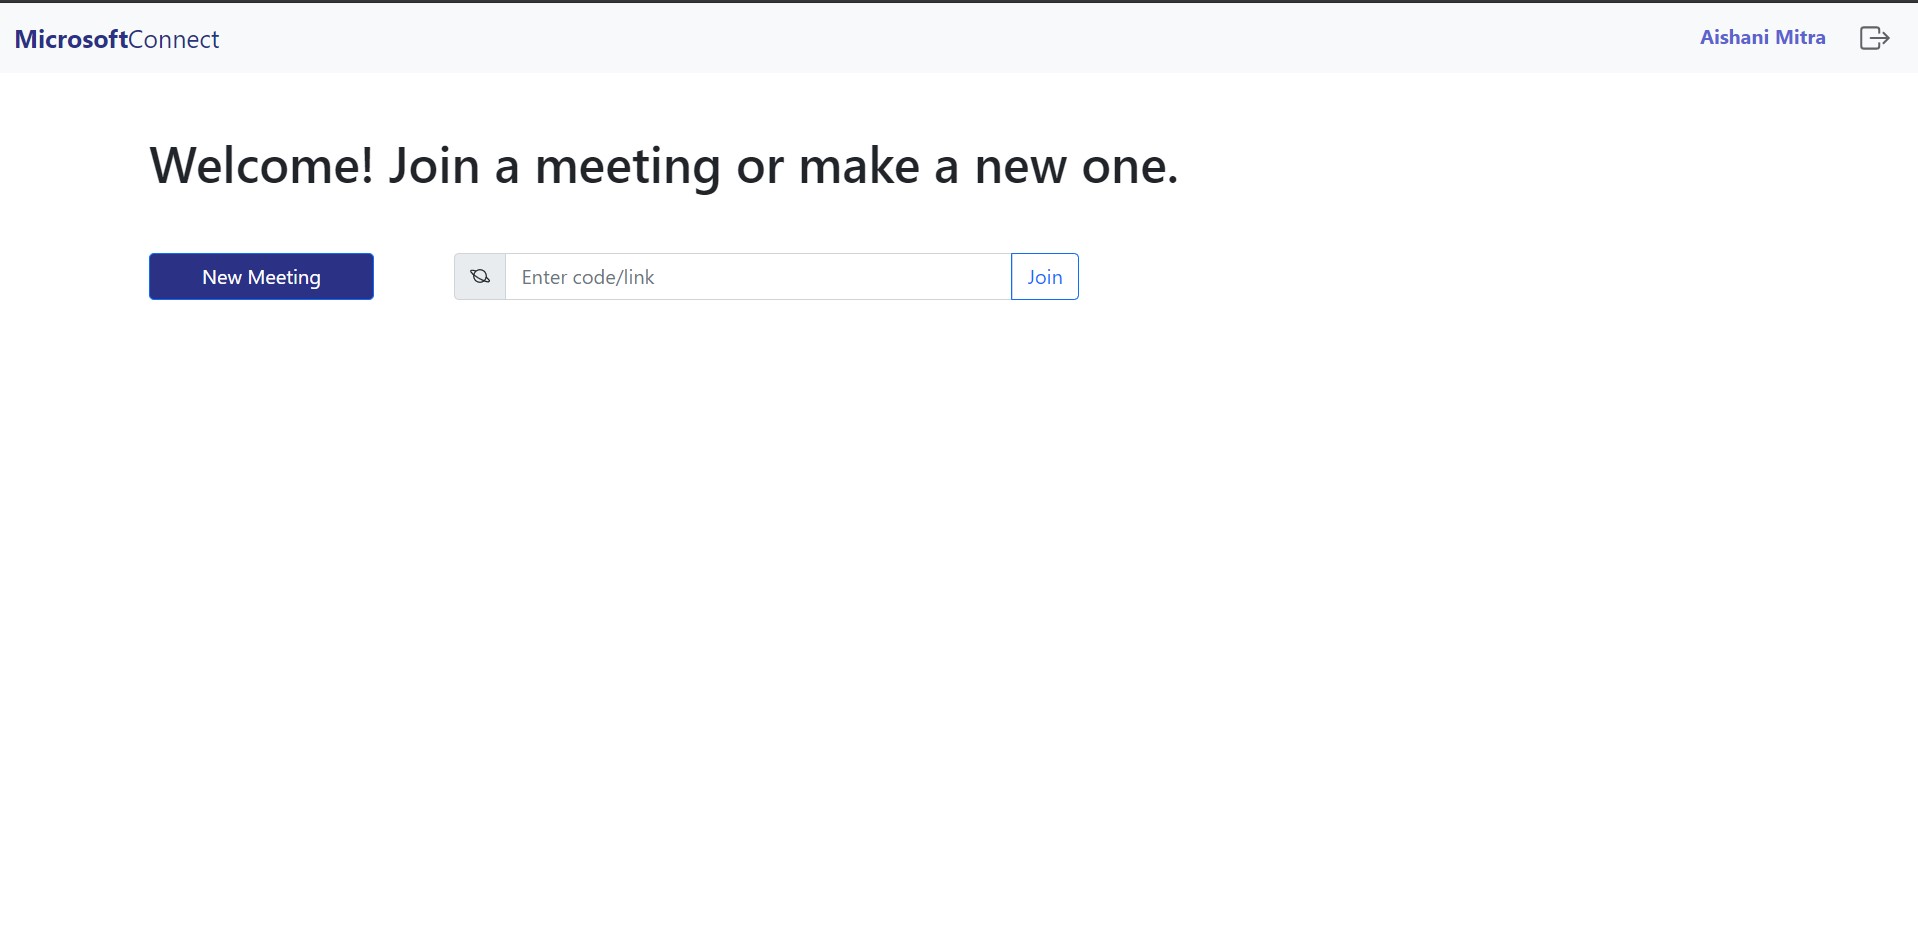 MicrosoftConnect
Aishani Mitra
Welcome! Join a meeting or make a new one.
New Meeting
Enter code/link
Join